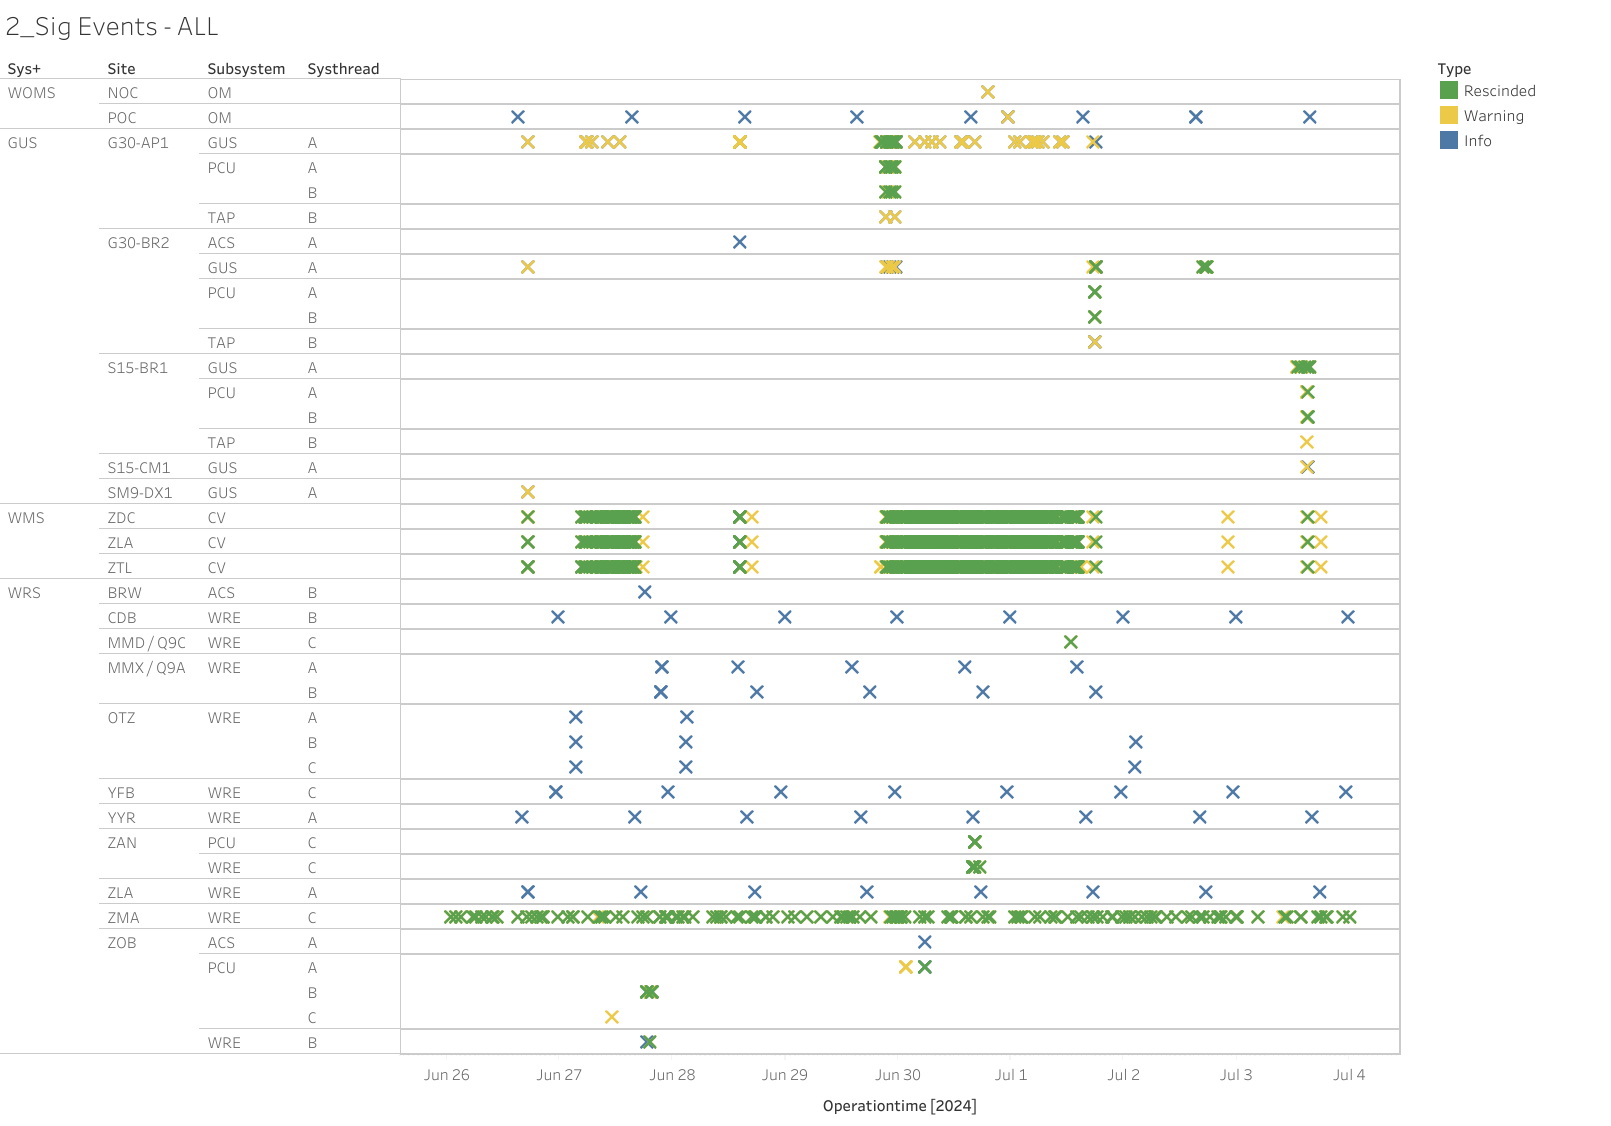 2_Sig Events - ALL
Sys+ Site Subsystem Systhread Type
WOMS NOC OM Rescinded
POC OM Warning
GUS G30-AP1 GUS A Info
PCU A
B
TAP B
G30-BR2 ACS A
GUS A
PCU A
B
TAP B
S15-BR1 GUS A
PCU A
B
TAP B
S15-CM1 GUS A
SM9-DX1 GUS A
WMS ZDC CV
ZLA CV
ZTL CV
WRS BRW ACS B
CDB WRE B
MMD / Q9C WRE C
MMX / Q9A WRE A
B
OTZ WRE A
B
C
YFB WRE C
YYR WRE A
ZAN PCU C
WRE C
ZLA WRE A
ZMA WRE C
ZOB ACS A
PCU A
B
C
WRE B
Jun 26 Jun 27 Jun 28 Jun 29 Jun 30 Jul 1 Jul 2 Jul 3 Jul 4
Operationtime [2024]